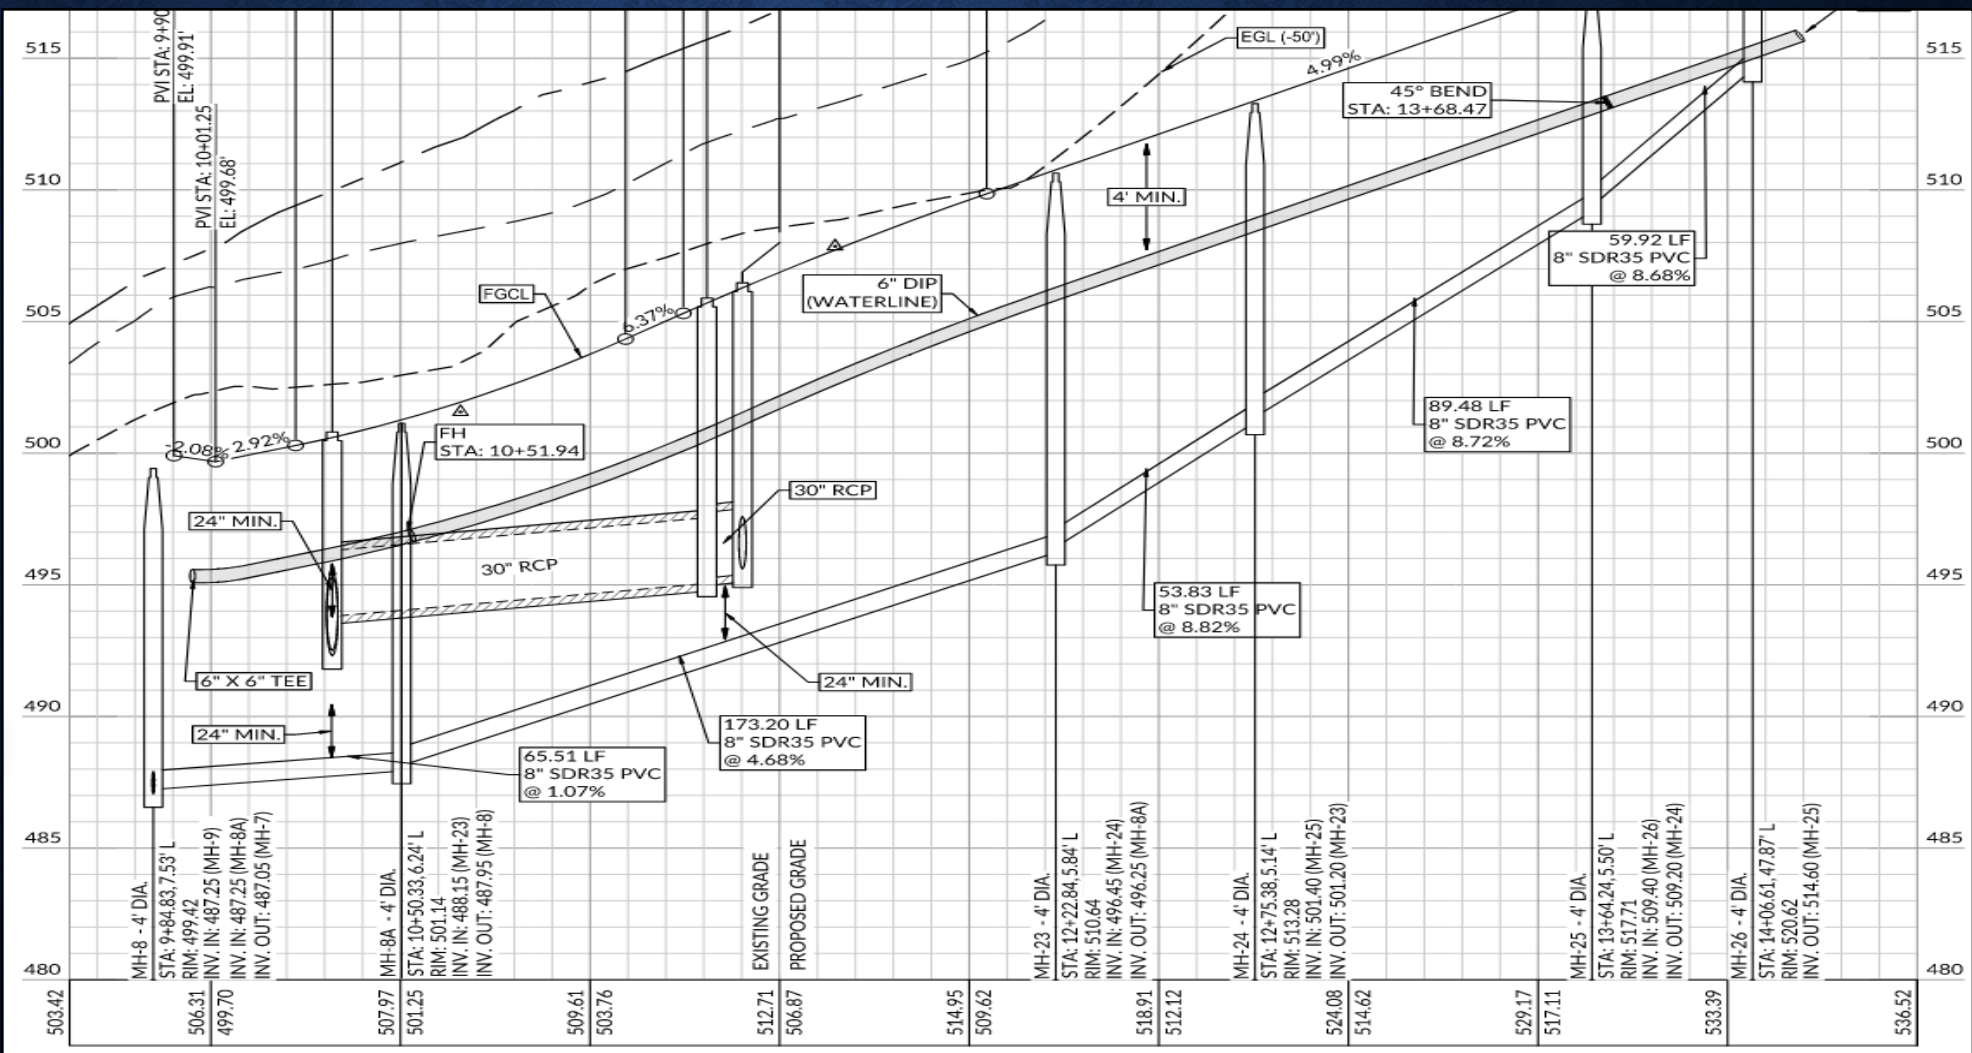 515
510
505
500
495
490
485
480
515
510
505
500
495
490
485
480
PVI STA: 9+90
EL: 499.91'
PVI STA: 10+01.25
EL: 499.68'
EGL (-50')
4.99%
45° BEND
STA: 13+68.47
4' MIN.
59.92 LF
8" SDR35 PVC
@ 8.68%
FGCL
6.37%
6" DIP
(WATERLINE)
-2.08%
2.92%
FH
STA: 10+51.94
89.48 LF
8" SDR35 PVC
@ 8.72%
24" MIN.
30" RCP
30" RCP
53.83 LF
8" SDR35 PVC
@ 8.82%
6" X 6" TEE
24" MIN.
24" MIN.
173.20 LF
8" SDR35 PVC
@ 4.68%
65.51 LF
8" SDR35 PVC
@ 1.07%
MH-8 - 4' DIA.
STA: 9+84.83,7.53' L
RIM: 499.42
INV. IN: 487.25 (MH-9)
INV. IN: 487.25 (MH-8A)
INV. OUT: 487.05 (MH-7)
MH-8A - 4' DIA.
STA: 10+50.33,6.24' L
RIM: 501.14
INV. IN: 488.15 (MH-23)
INV. OUT: 487.95 (MH-8)
EXISTING GRADE
PROPOSED GRADE
MH-23 - 4' DIA.
STA: 12+22.84,5.84' L
RIM: 510.64
INV. IN: 496.45 (MH-24)
INV. OUT: 496.25 (MH-8A)
MH-24 - 4' DIA.
STA: 12+75.38,5.14' L
RIM: 513.28
INV. IN: 501.40 (MH-25)
INV. OUT: 501.20 (MH-23)
MH-25 - 4' DIA.
STA: 13+64.24,5.50' L
RIM: 517.71
INV. IN: 509.40 (MH-26)
INV. OUT: 509.20 (MH-24)
MH-26 - 4' DIA.
STA: 14+06.61,47.87' L
RIM: 520.62
INV. OUT: 514.60 (MH-25)
503.42
506.31
499.70
507.97
501.25
509.61
503.76
512.71
506.87
514.95
509.62
518.91
512.12
524.08
514.62
529.17
517.11
533.39
536.52